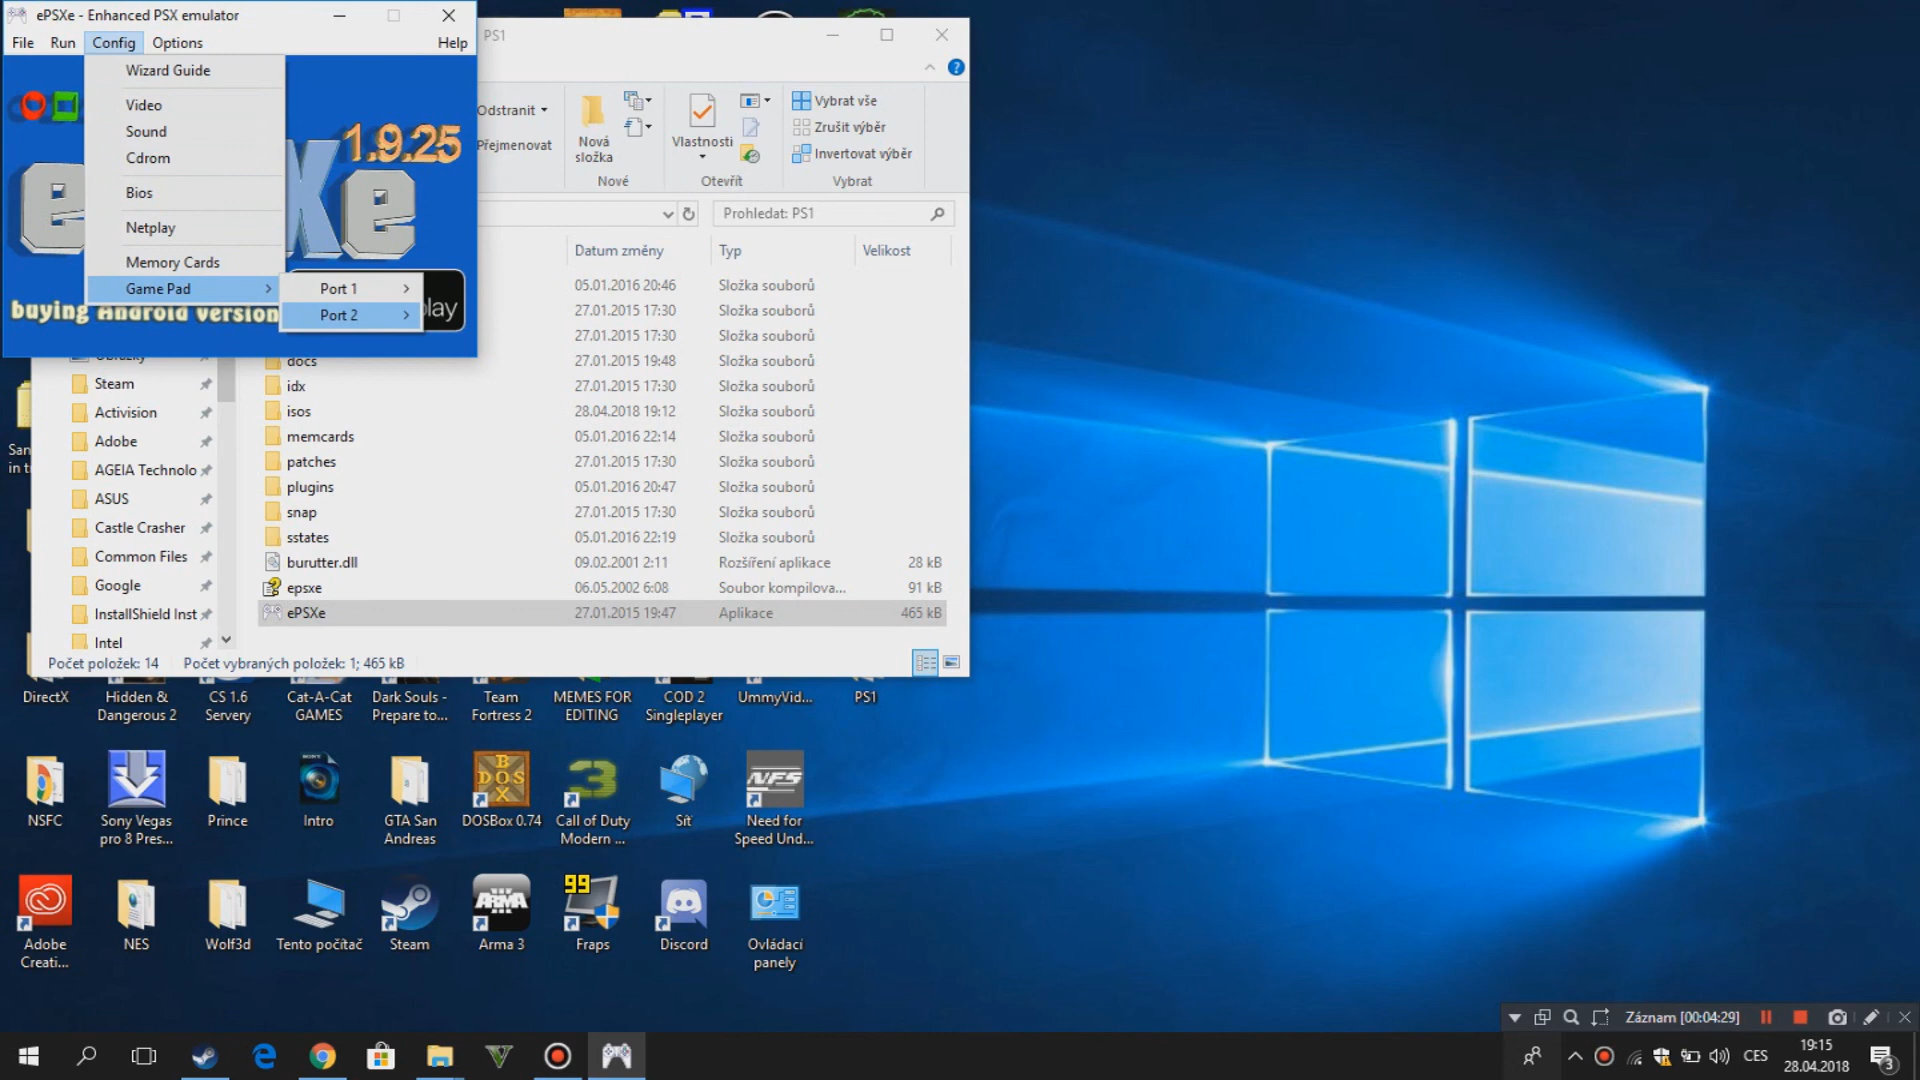 ePSXe - Enhanced PSX emulator
File Run Config Options Help
Wizard Guide
Video
Sound
Cdrom
Bios
Netplay
Memory Cards
Game Pad
Port 1
Port 2
1.9.25
buying Android version
play
PS1
Odstranit
Přejmenovat
Nová
složka
Nové
Vlastnosti
Otevřít
Vybrat vše
Zrušit výběr
Invertovat výběr
Vybrat
Prohledat: PS1
Datum změny Typ Velikost
05.01.2016 20:46 Složka souborů
27.01.2015 17:30 Složka souborů
27.01.2015 17:30 Složka souborů
docs 27.01.2015 19:48 Složka souborů
idx 27.01.2015 17:30 Složka souborů
isos 28.04.2018 19:12 Složka souborů
memcards 05.01.2016 22:14 Složka souborů
patches 27.01.2015 17:30 Složka souborů
plugins 05.01.2016 20:47 Složka souborů
snap 27.01.2015 17:30 Složka souborů
sstates 05.01.2016 22:19 Složka souborů
burutter.dll 09.02.2001 2:11 Rozšíření aplikace 28 kB
epsxe 06.05.2002 6:08 Soubor kompilova... 91 kB
ePSXe 27.01.2015 19:47 Aplikace 465 kB
Steam
Activision
Adobe
AGEIA Technolo
ASUS
Castle Crasher
Common Files
Google
InstallShield Inst
Intel
Počet položek: 14 Počet vybraných položek: 1; 465 kB
San
in t
DirectX
Hidden &
Dangerous 2
CS 1.6
Servery
Cat-A-Cat
GAMES
Dark Souls -
Prepare to...
Team
Fortress 2
MEMES FOR
EDITING
COD 2
Singleplayer
UmmyVid...
PS1
NSFC
Sony Vegas
pro 8 Pres...
Prince
SONY
Intro
GTA San
Andreas
B
DOS
X
DOSBox 0.74
3
Call of Duty
Modern ...
Síť
NFS
Need for
Speed Und...
Adobe
Creati...
NES
Wolf3d
Tento počítač
Steam
ARMA
III
Arma 3
99
Fraps
Discord
Ovládací
panely
Záznam [00:04:29]
CES
19:15
28.04.2018
3